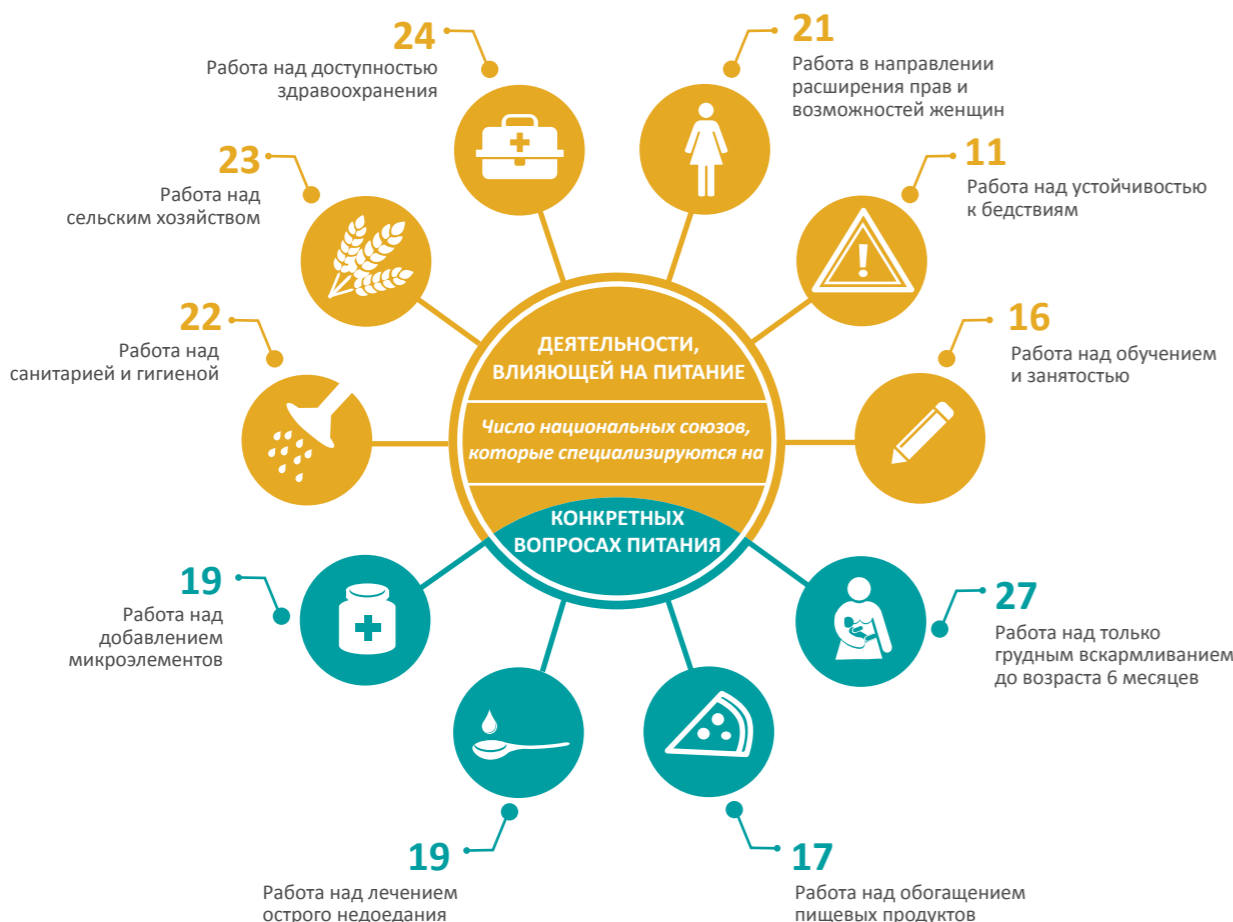 24
Работа над доступностью
здравоохранения
21
Работа в направлении
расширения прав и
возможностей женщин
23
Работа над
сельским хозяйством
11
Работа над устойчивостью
к бедствиям
22
Работа над
санитарией и гигиеной
16
Работа над обучением
и занятостью
ДЕЯТЕЛЬНОСТИ,
ВЛИЯЮЩЕЙ НА ПИТАНИЕ
Число национальных союзов,
которые специализируются на
КОНКРЕТНЫХ
ВОПРОСАХ ПИТАНИЯ
19
Работа над
добавлением
микроэлементов
27
Работа над только
грудным вскармливанием
до возраста 6 месяцев
19
Работа над лечением
острого недоедания
17
Работа над обогащением
пищевых продуктов